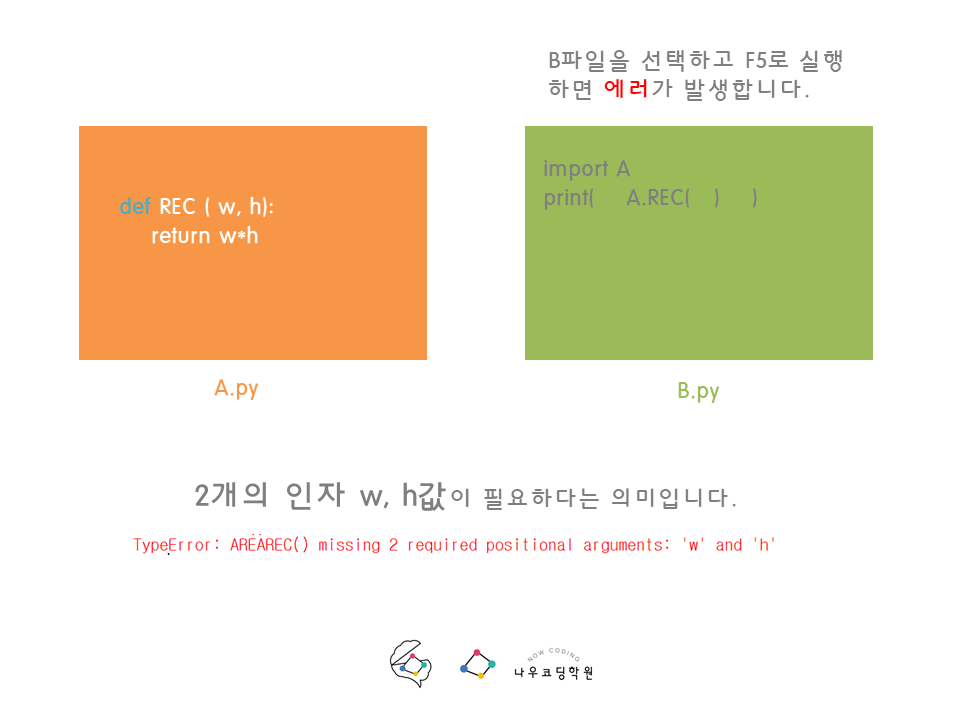 B파일을 선택하고 F5로 실행
하면 에러가 발생합니다.
def REC ( w, h):
return w*h
A.py
import A
print( A.REC( ) )
B.py
2개의 인자 w, h값이 필요하다는 의미입니다.
TypeError: AREAREC() missing 2 required positional arguments: 'w' and 'h'
NOW CODING
나우코딩학원